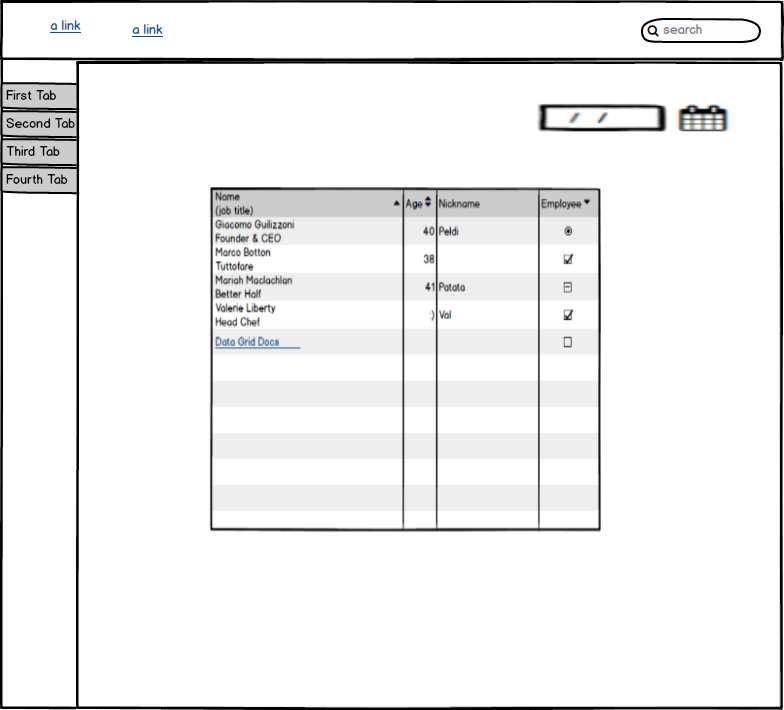 a link
a link
search
First Tab
Second Tab
Third Tab
Fourth Tab
/ /
Name
(job title)
Age
Nickname
Employee
Giacomo Guilizzoni
Founder & CEO
40
Peldi
Marco Botton
Tuttofare
38
Mariah Maclachlan
Better Half
41
Patata
Valerie Liberty
Head Chef
:)
Val
Data Grid Docs